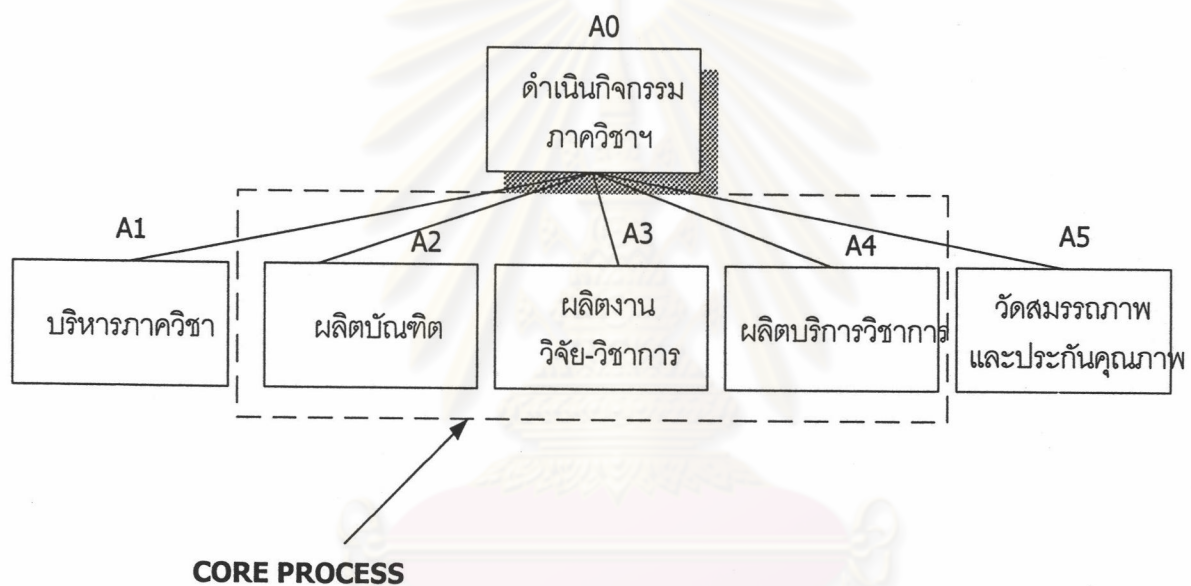 A0
ดำเนินกิจกรรม
ภาควิชาฯ
A1
A2
A3
A4
A5
บริหารภาควิชา
ผลิตบัณฑิต
ผลิตงาน
วิจัย-วิชาการ
ผลิตบริการวิชาการ
วัดสมรรถภาพ
และประกันคุณภาพ
CORE PROCESS